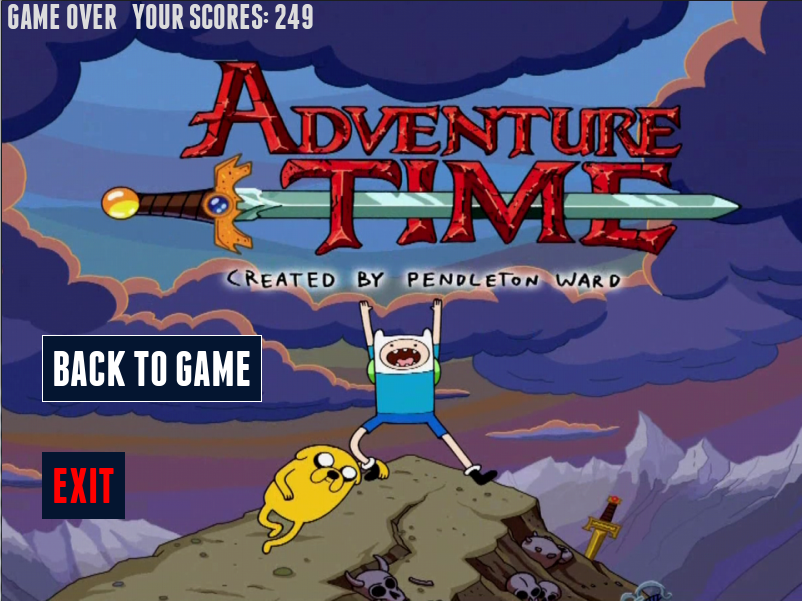 GAME OVER YOUR SCORES: 249
ADVENTURE
TIME
CREATED BY PENDLETON WARD
BACK TO GAME
EXIT